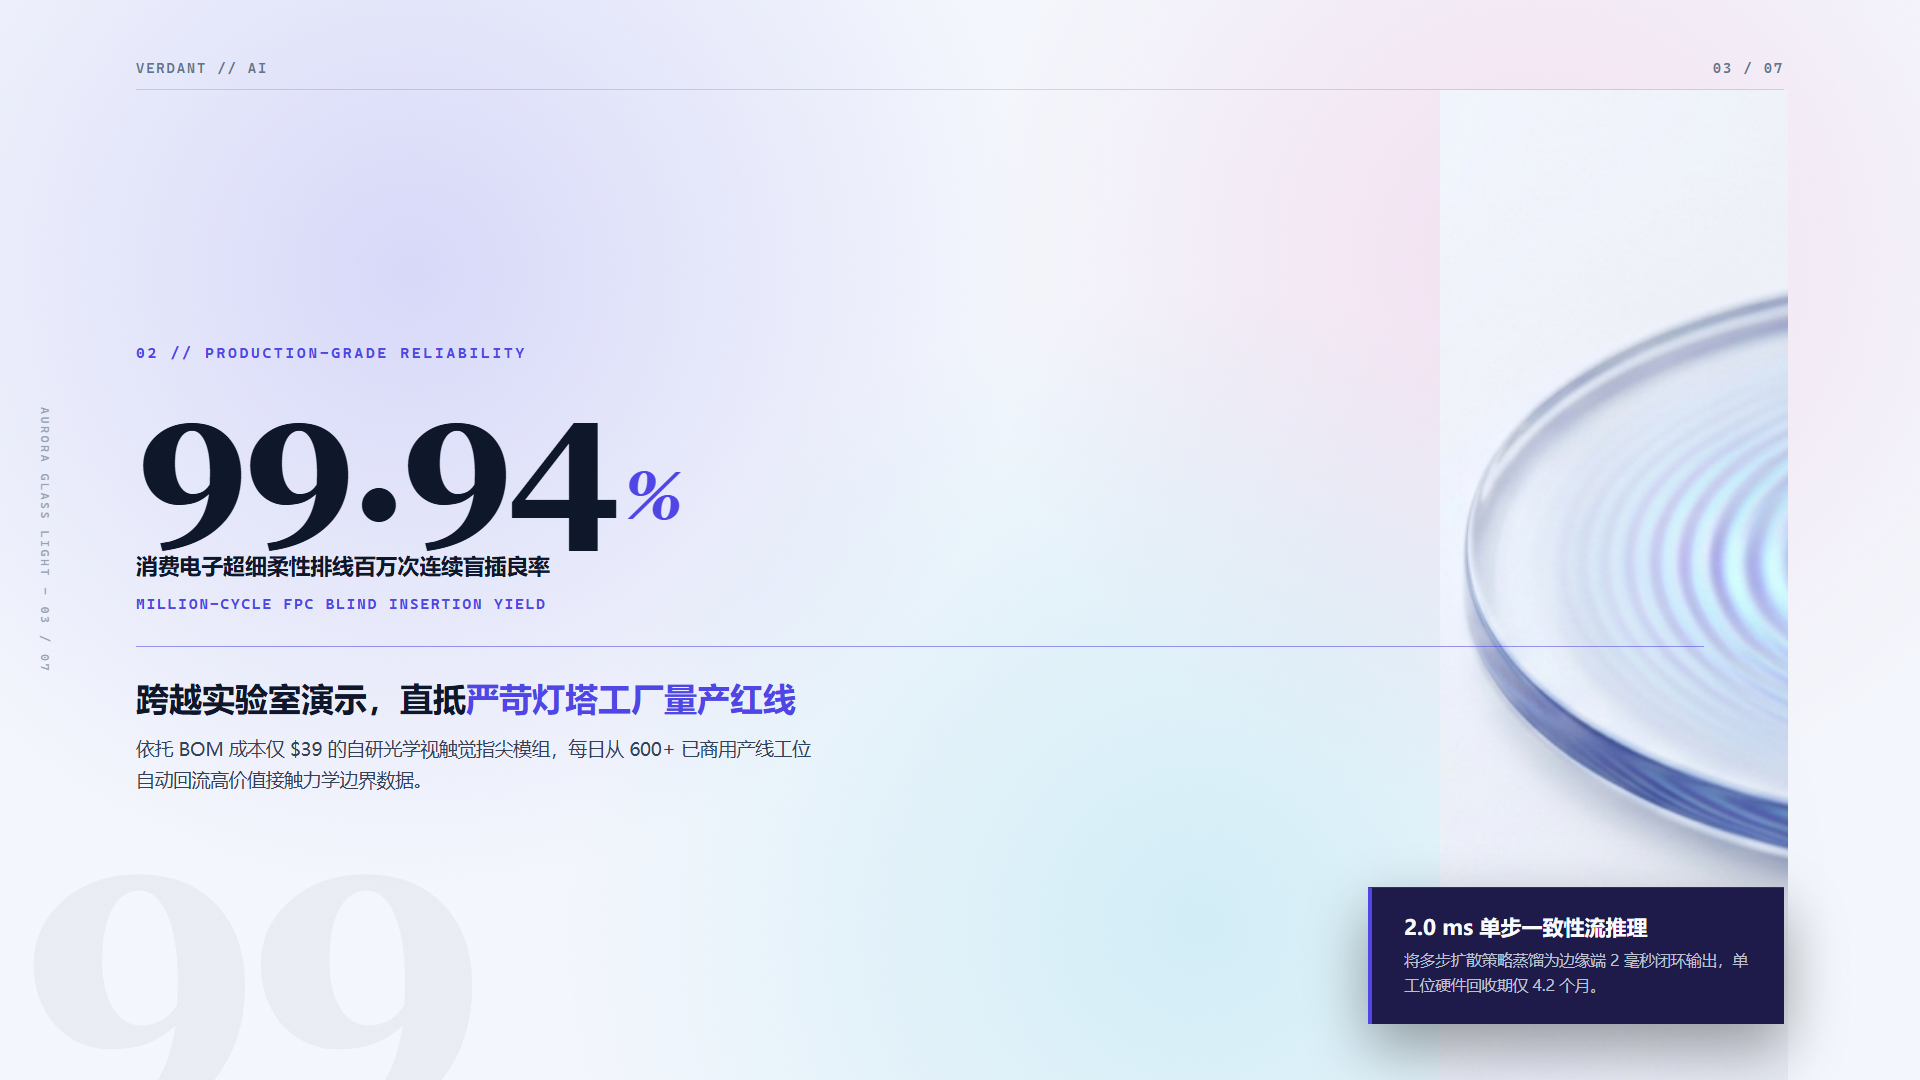 VERDANT // AI
03 / 07
02 // PRODUCTION-GRADE RELIABILITY
99.94%
消费电子超细柔性排线百万次连续盲插良率
MILLION-CYCLE FPC BLIND INSERTION YIELD
跨越实验室演示，直抵严苛灯塔工厂量产红线
依托 BOM 成本仅 $39 的自研光学视触觉指尖模组，每日从 600+ 已商用产线工位
自动回流高价值接触力学边界数据。
2.0 ms 单步一致性流推理
将多步扩散策略蒸馏为边缘端 2 毫秒闭环输出，单
工位硬件回收期仅 4.2 个月。
AURORA GLASS LIGHT — 03 / 07
99